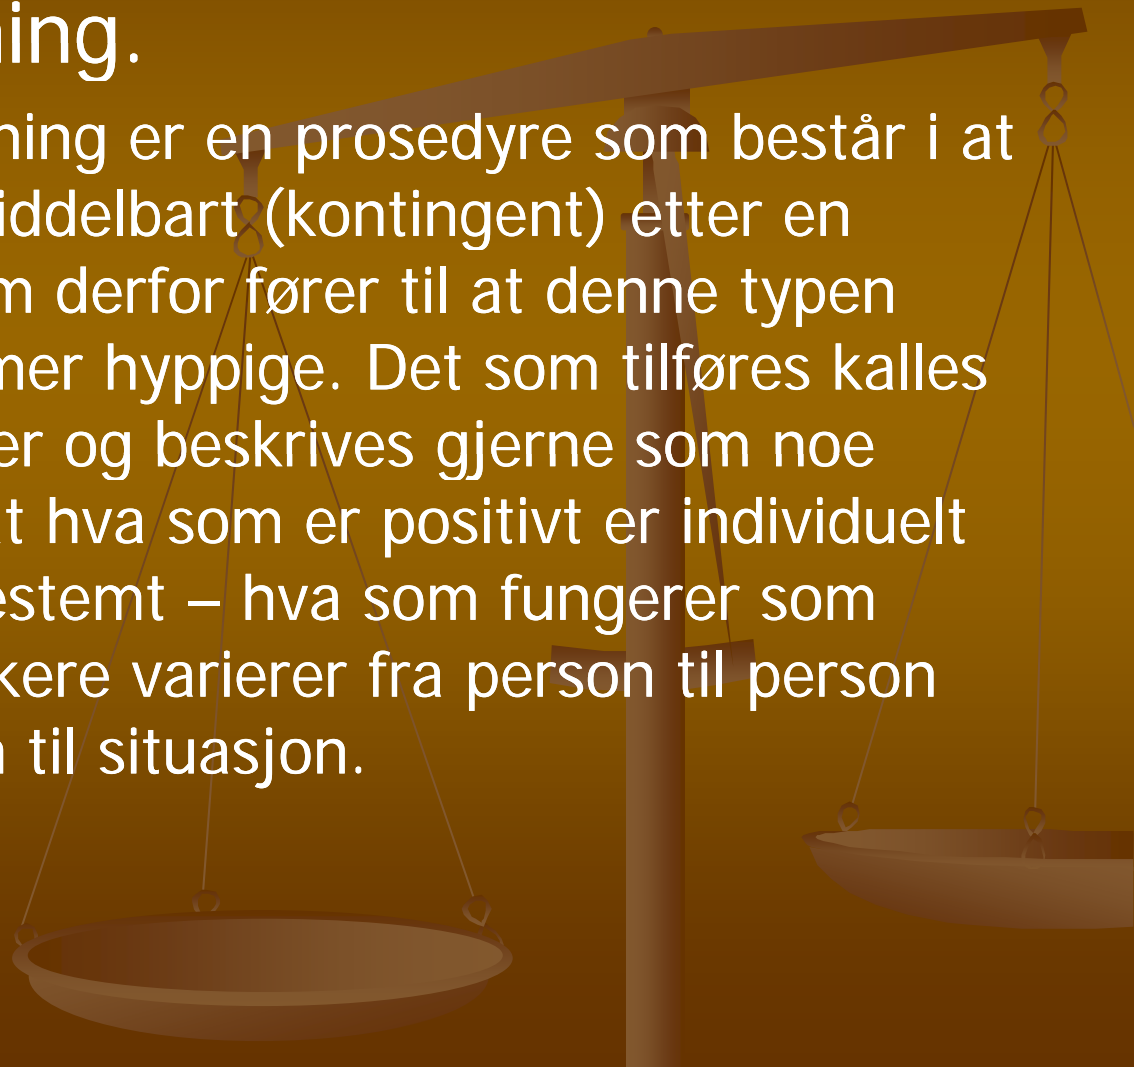 ning.
ning er en prosedyre som består i at
iddelbart (kontingent) etter en
m derfor fører til at denne typen
mer hyppige. Det som tilføres kalles
er og beskrives gjerne som noe
t hva som er positivt er individuelt
estemt – hva som fungerer som
kere varierer fra person til person
n til situasjon.